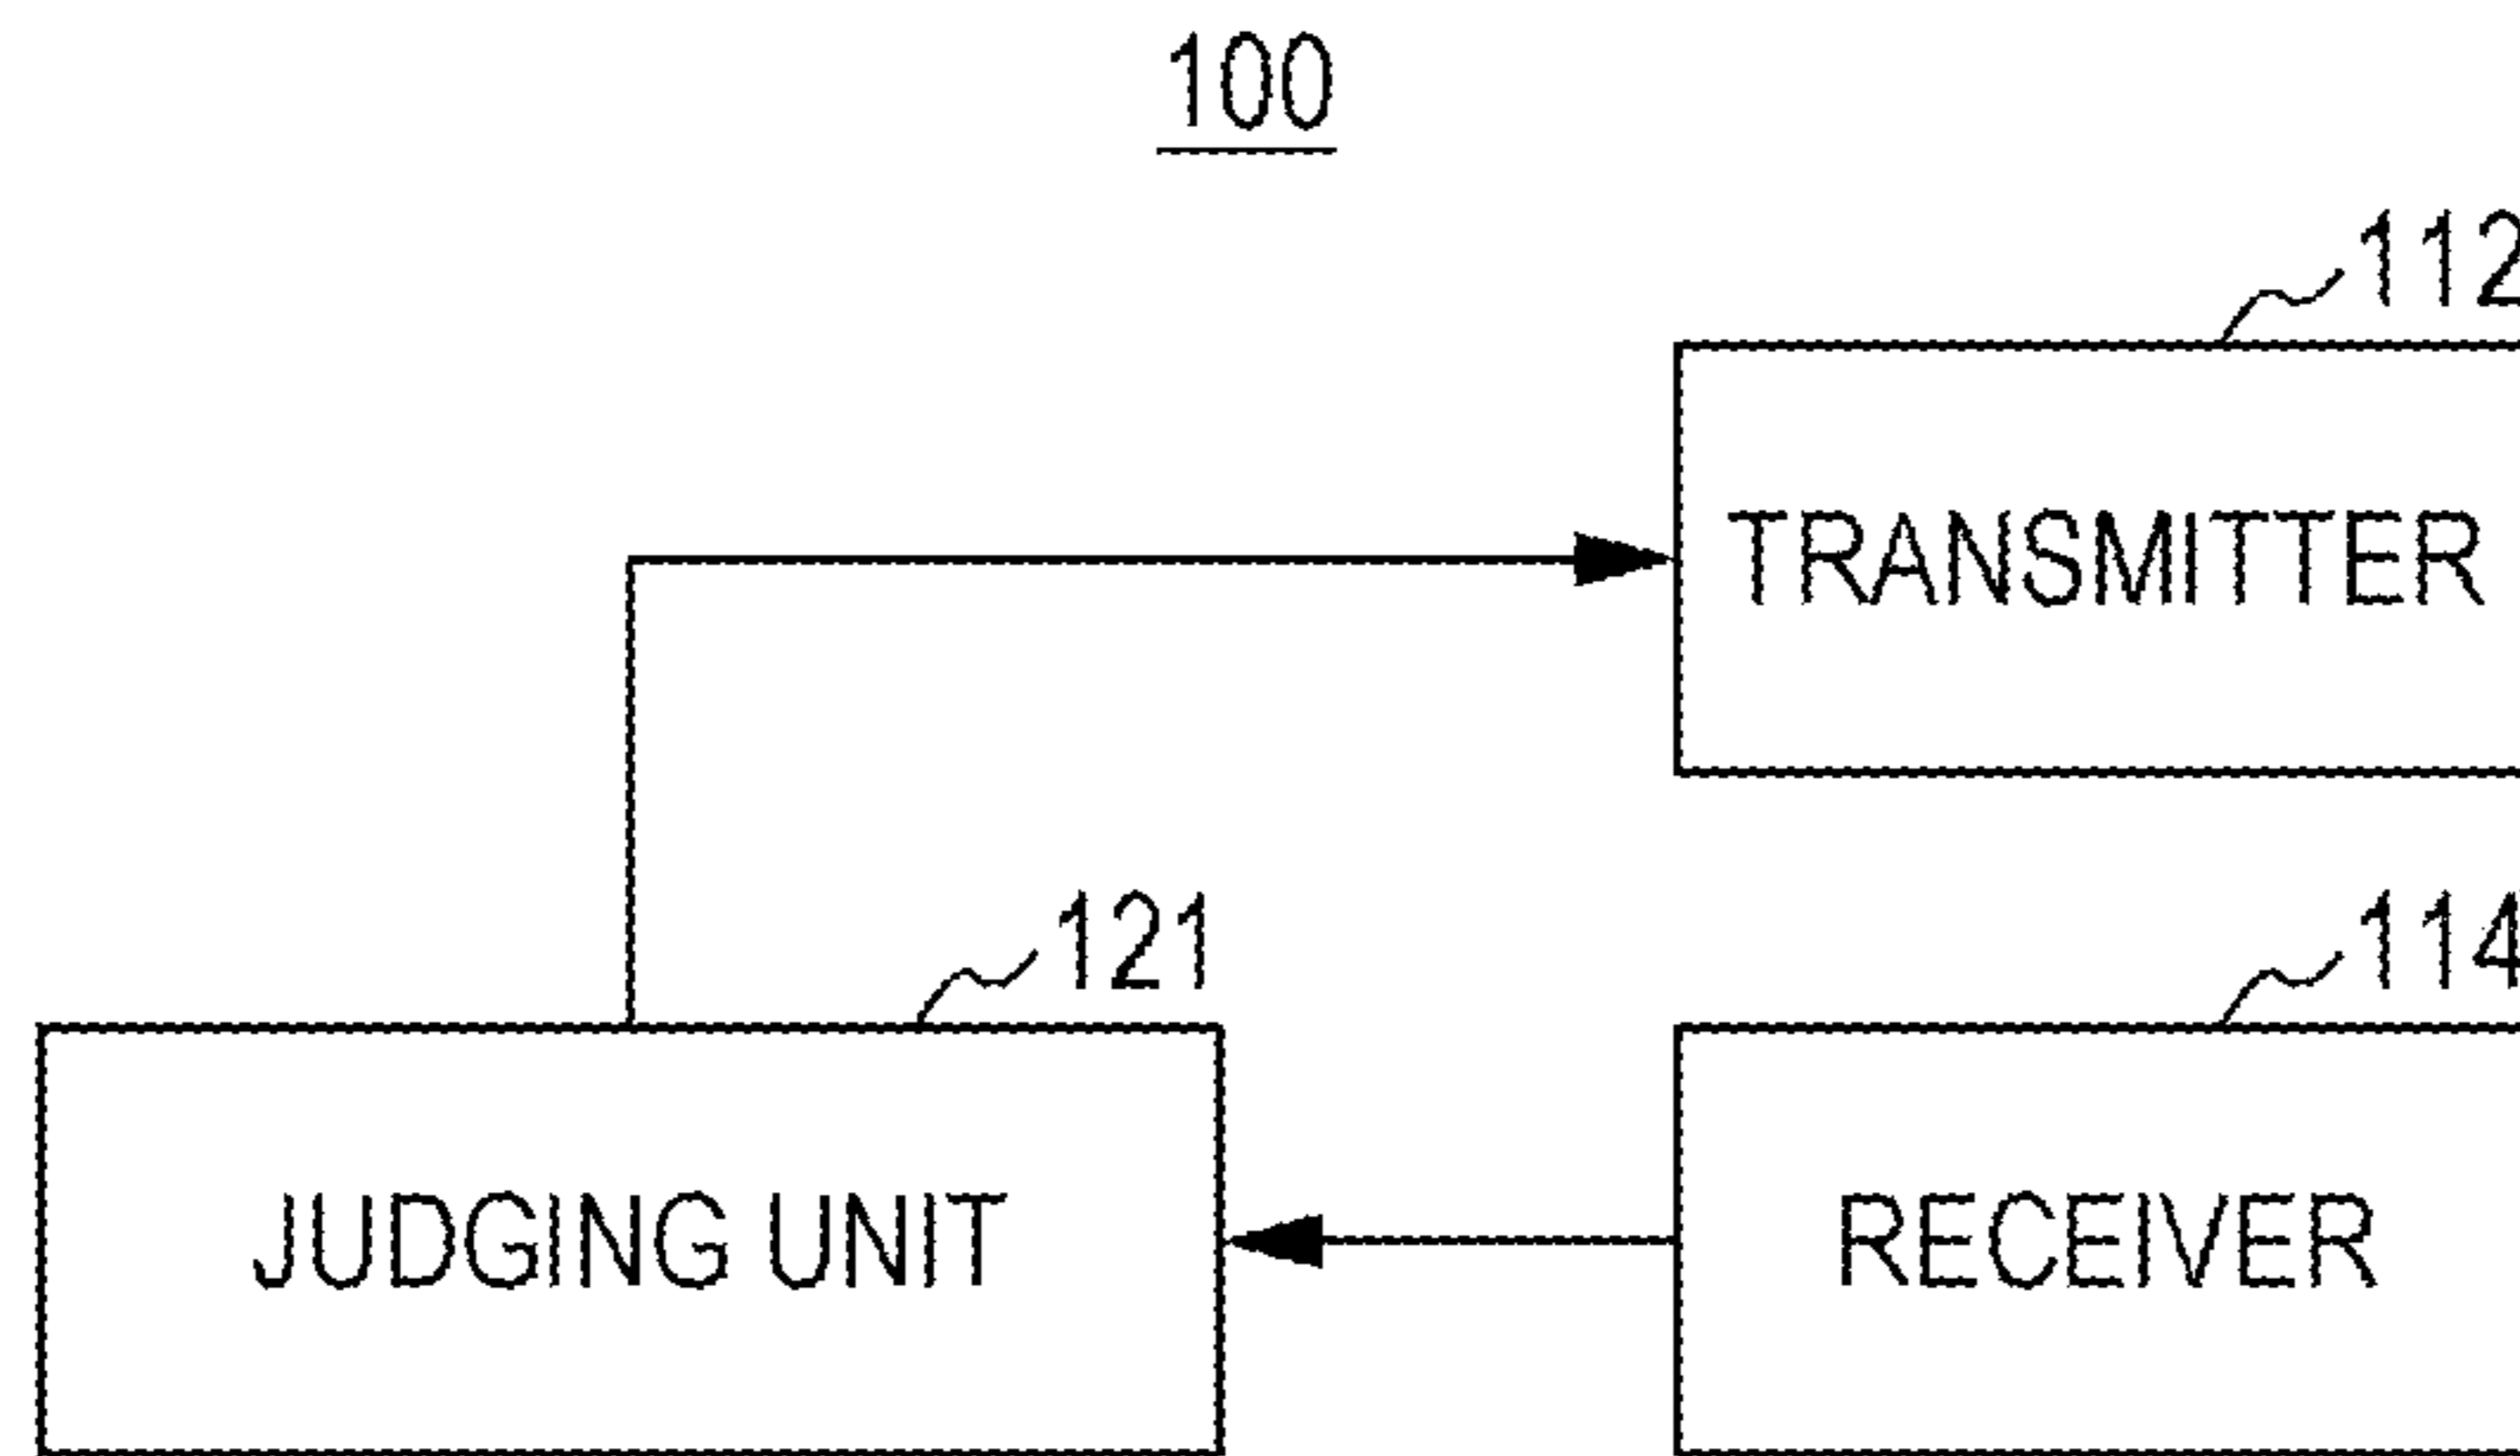 100
112
TRANSMITTER
121
114
JUDGING UNIT
RECEIVER